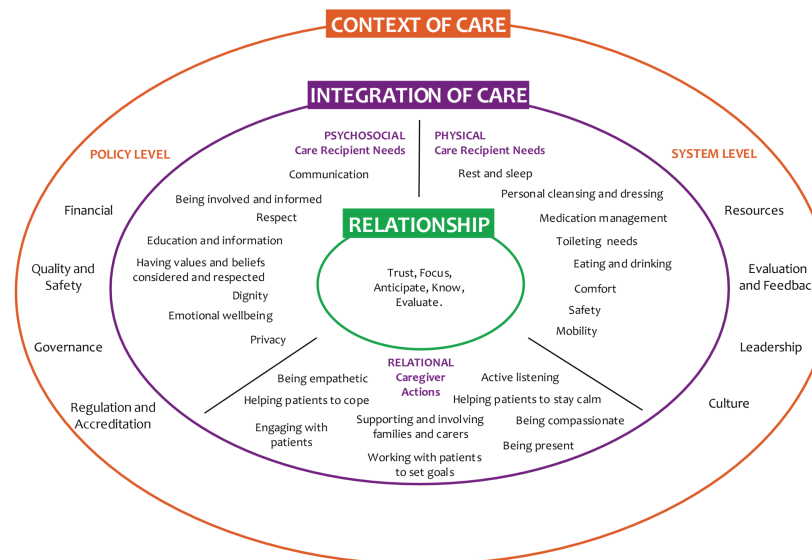 CONTEXT OF CARE
INTEGRATION OF CARE
POLICY LEVEL
Financial
Quality and
Safety
Governance
Regulation and
Accreditation
PSYCHOSOCIAL
Care Recipient Needs
Communication
Being involved and informed
Respect
Education and information
Having values and beliefs
considered and respected
Dignity
Emotional wellbeing
Privacy
PHYSICAL
Care Recipient Needs
Rest and sleep
Personal cleansing and dressing
Medication management
Toileting needs
Eating and drinking
Comfort
Safety
Mobility
SYSTEM LEVEL
Resources
Evaluation
and Feedbac
Leadership
Culture
RELATIONSHIP
Trust, Focus,
Anticipate, Know,
Evaluate.
RELATIONAL
Caregiver
Actions
Being empathetic
Helping patients to cope
Engaging with
patients
Supporting and involving
families and carers
Working with patients
to set goals
Active listening
Helping patients to stay calm
Being compassionate
Being present